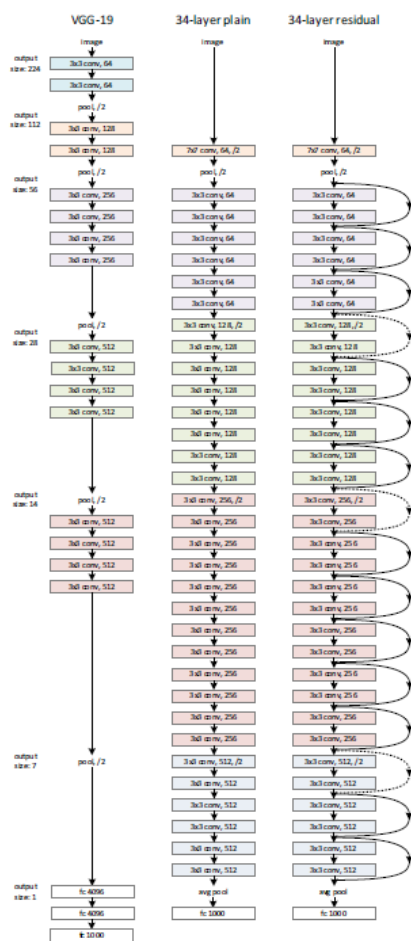 VGG-19
image
output
size: 224
3x3 conv, 64
3x3 conv, 64
pool, /2
output
size: 112
3x3 conv, 128
3x3 conv, 128
pool, /2
output
size: 56
3x3 conv, 256
3x3 conv, 256
3x3 conv, 256
3x3 conv, 256
pool, /2
output
size: 28
3x3 conv, 512
3x3 conv, 512
3x3 conv, 512
3x3 conv, 512
pool, /2
output
size: 14
3x3 conv, 512
3x3 conv, 512
3x3 conv, 512
3x3 conv, 512
pool, /2
output
size: 7
output
size: 1
fc 4096
fc 4096
fc 1000
34-layer plain
image
7x7 conv, 64, /2
pool, /2
3x3 conv, 64
3x3 conv, 64
3x3 conv, 64
3x3 conv, 64
3x3 conv, 64
3x3 conv, 64
3x3 conv, 128, /2
3x3 conv, 128
3x3 conv, 128
3x3 conv, 128
3x3 conv, 128
3x3 conv, 128
3x3 conv, 128
3x3 conv, 128
3x3 conv, 256, /2
3x3 conv, 256
3x3 conv, 256
3x3 conv, 256
3x3 conv, 256
3x3 conv, 256
3x3 conv, 256
3x3 conv, 256
3x3 conv, 256
3x3 conv, 256
3x3 conv, 256
3x3 conv, 256
3x3 conv, 512, /2
3x3 conv, 512
3x3 conv, 512
3x3 conv, 512
3x3 conv, 512
3x3 conv, 512
avg pool
fc 1000
34-layer residual
image
7x7 conv, 64, /2
pool, /2
3x3 conv, 64
3x3 conv, 64
3x3 conv, 64
3x3 conv, 64
3x3 conv, 64
3x3 conv, 64
3x3 conv, 128, /2
3x3 conv, 128
3x3 conv, 128
3x3 conv, 128
3x3 conv, 128
3x3 conv, 128
3x3 conv, 128
3x3 conv, 128
3x3 conv, 256, /2
3x3 conv, 256
3x3 conv, 256
3x3 conv, 256
3x3 conv, 256
3x3 conv, 256
3x3 conv, 256
3x3 conv, 256
3x3 conv, 256
3x3 conv, 256
3x3 conv, 256
3x3 conv, 256
3x3 conv, 512, /2
3x3 conv, 512
3x3 conv, 512
3x3 conv, 512
3x3 conv, 512
3x3 conv, 512
avg pool
fc 1000